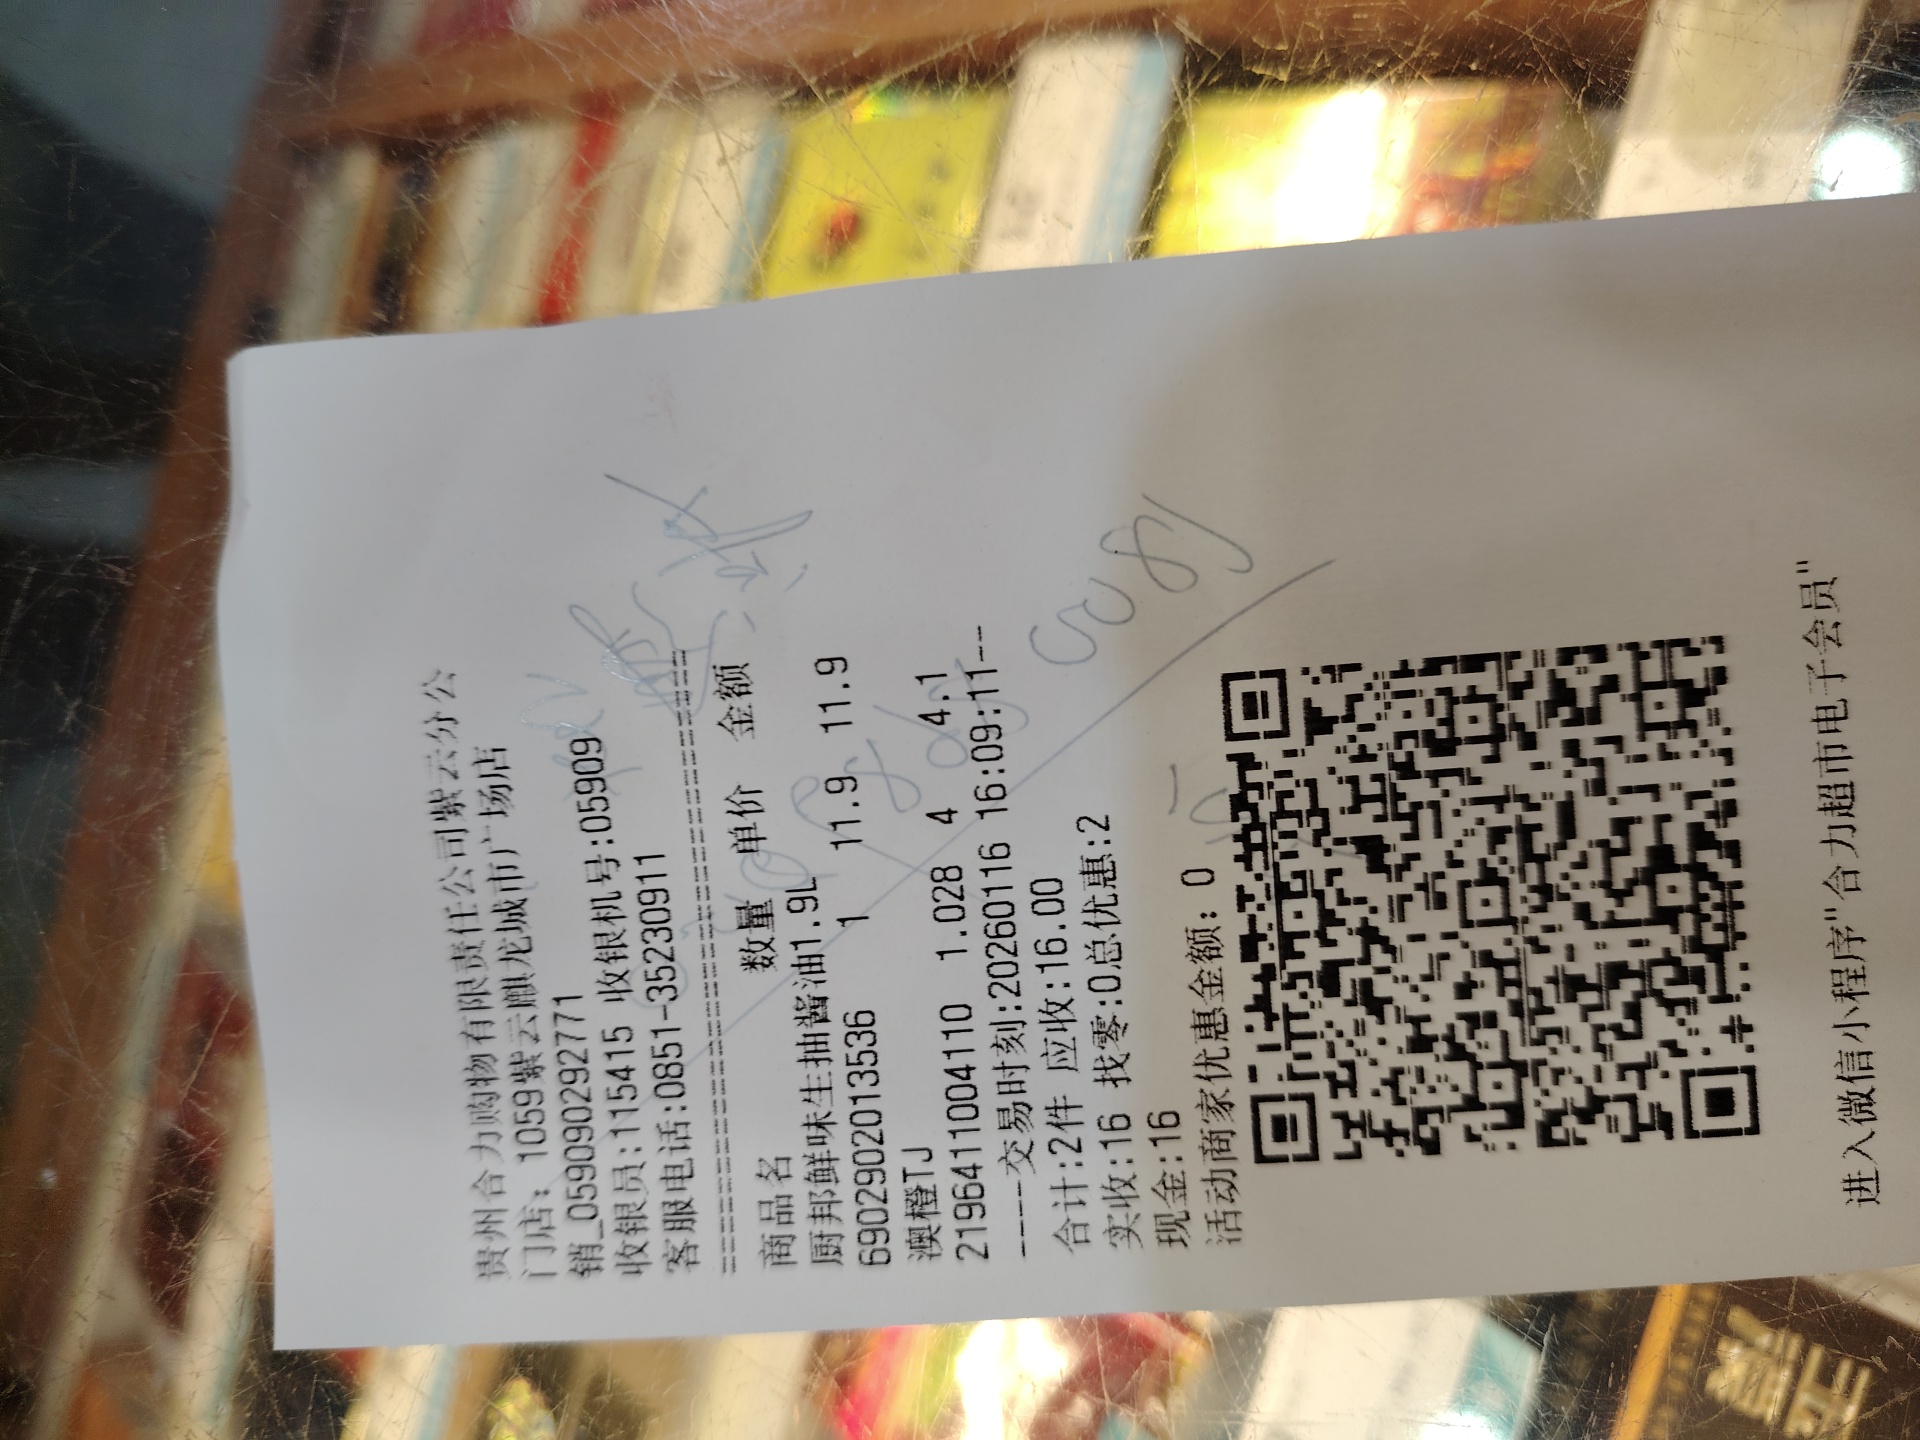 贵州合力购物有限责任公司紫云分公
门店: 1059紫云麒龙城市广场店
销_059090292771
收银员:115415 收银机号:05909
客服电话:0851-35230911
商品名 数量 单价 金额
厨邦鲜味生抽酱油1.9L
6902902013536 1 11.9 11.9
澳橙TJ
2196411004110 1.028 4 4.1
----交易时刻:20260116 16:09:11--
合计:2件 应收:16.00
实收:16 找零:0总优惠:2
现金:16
活动商家优惠金额: 0
进入微信小程序"合力超市电子会员"